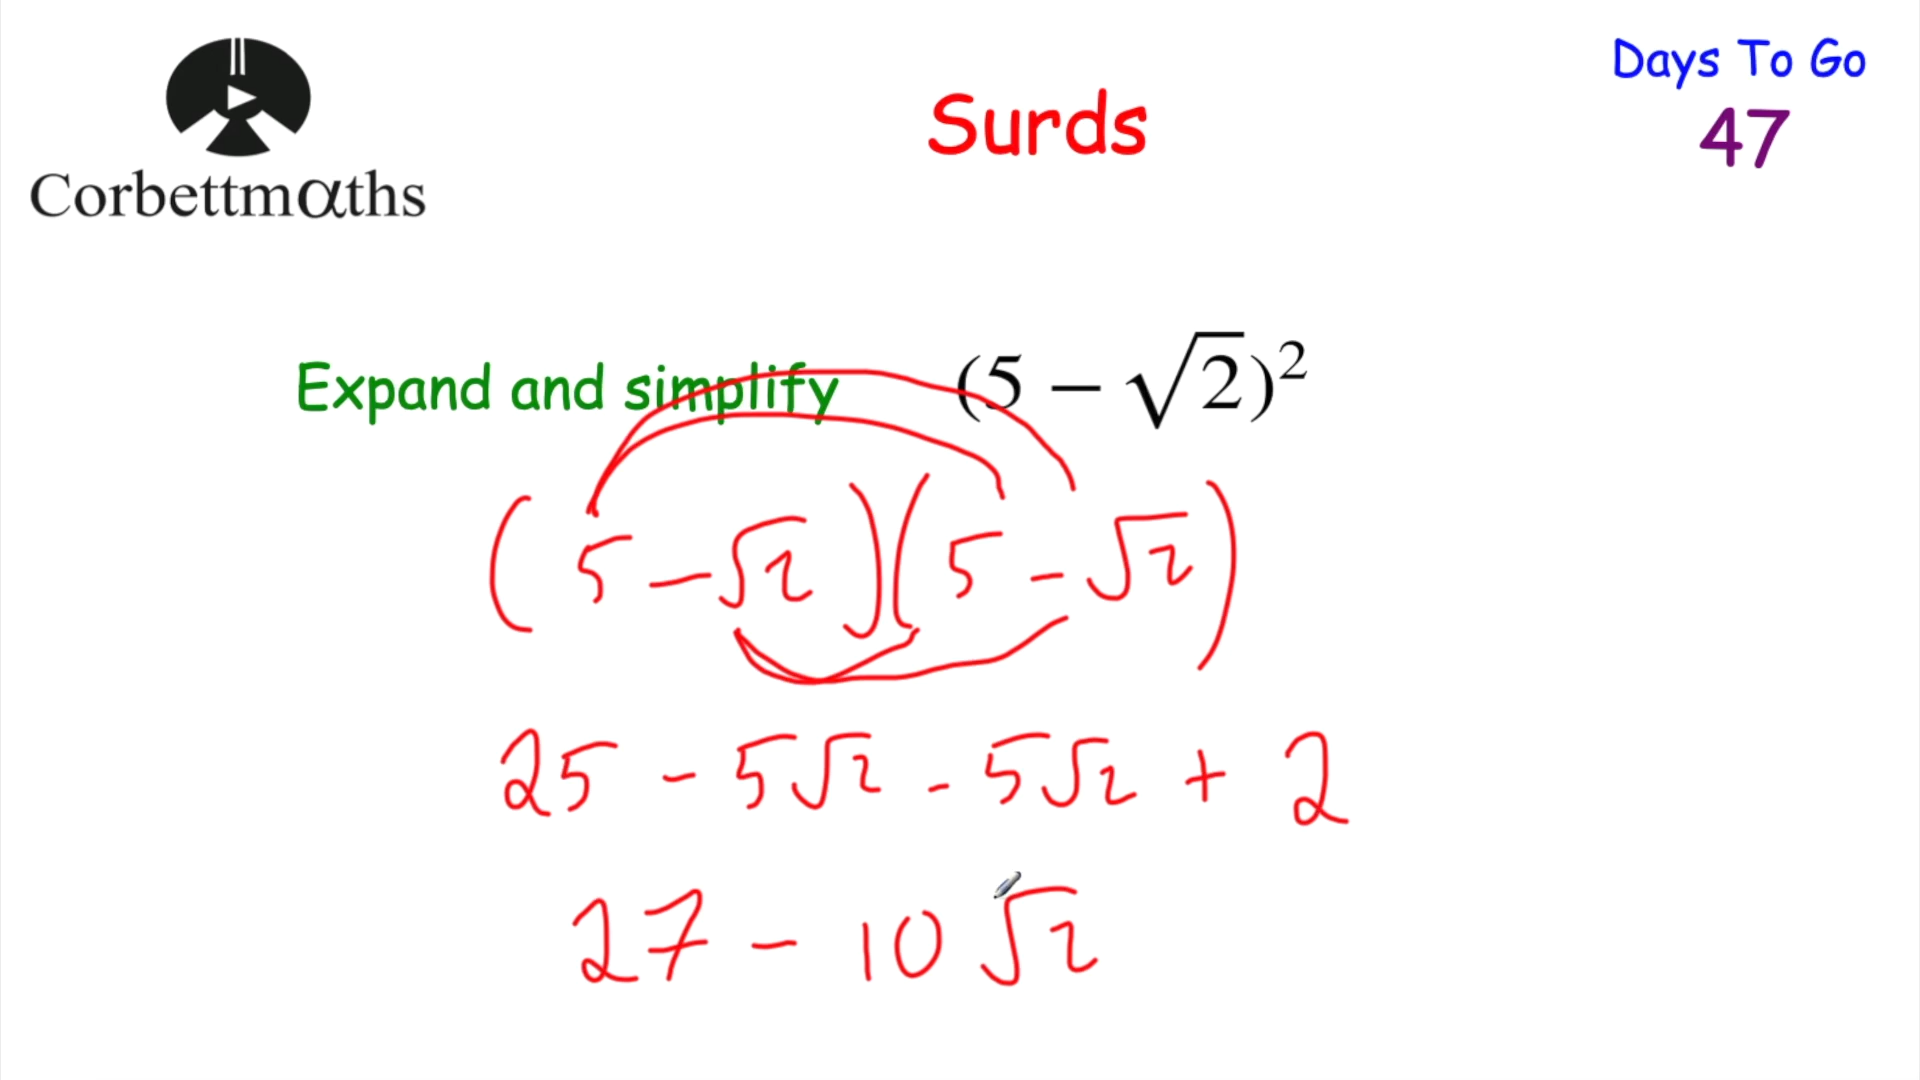 Corbettmαths
Surds
Days To Go
47
Expand and simplify (5 − √2)²
(5 − √2)(5 − √2)
25 − 5√2 − 5√2 + 2
27 − 10√2